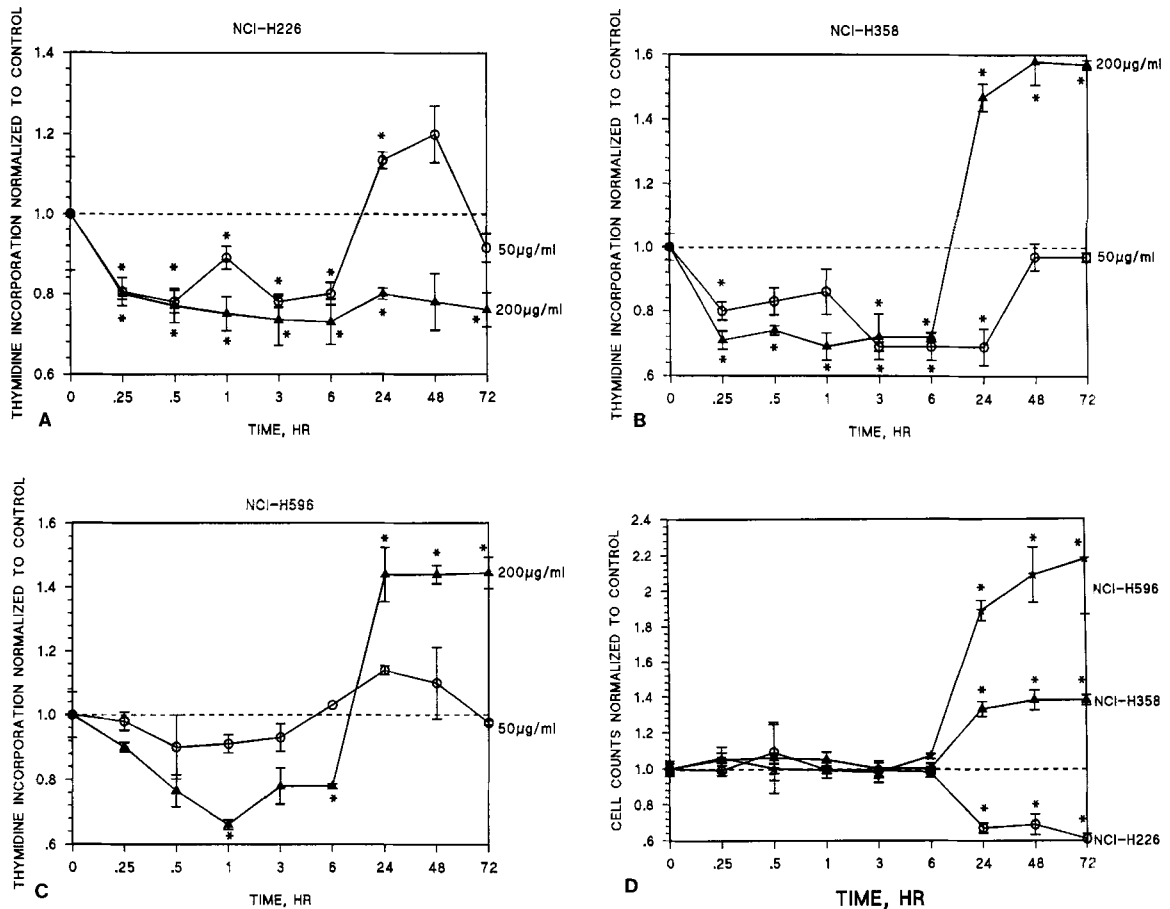 NCI-H226
THYMIDINE INCORPORATION NORMALIZED TO CONTROL
1.4
1.2
1.0
0.8
0.6
* * * * * *
* * * * * * *
50µg/ml
200µg/ml
0 .25 .5 1 3 6 24 48 72
A
TIME, HR
NCI-H358
THYMIDINE INCORPORATION NORMALIZED TO CONTROL
1.6
1.4
1.2
1.0
0.8
.6
* * * *
* * * * * * * *
200µg/ml
50µg/ml
0 .25 .5 1 3 6 24 48 72
B
TIME, HR
NCI-H596
THYMIDINE INCORPORATION NORMALIZED TO CONTROL
1.6
1.4
1.2
1.0
0.8
.6
* * *
* *
200µg/ml
50µg/ml
0 .25 .5 1 3 6 24 48 72
C
TIME, HR
CELL COUNTS NORMALIZED TO CONTROL
2.4
2.2
2.0
1.8
1.6
1.4
1.2
1.0
0.8
.6
* * *
* * *
* * *
NCI-H596
NCI-H358
NCI-H226
0 .25 .5 1 3 6 24 48 72
D
TIME, HR